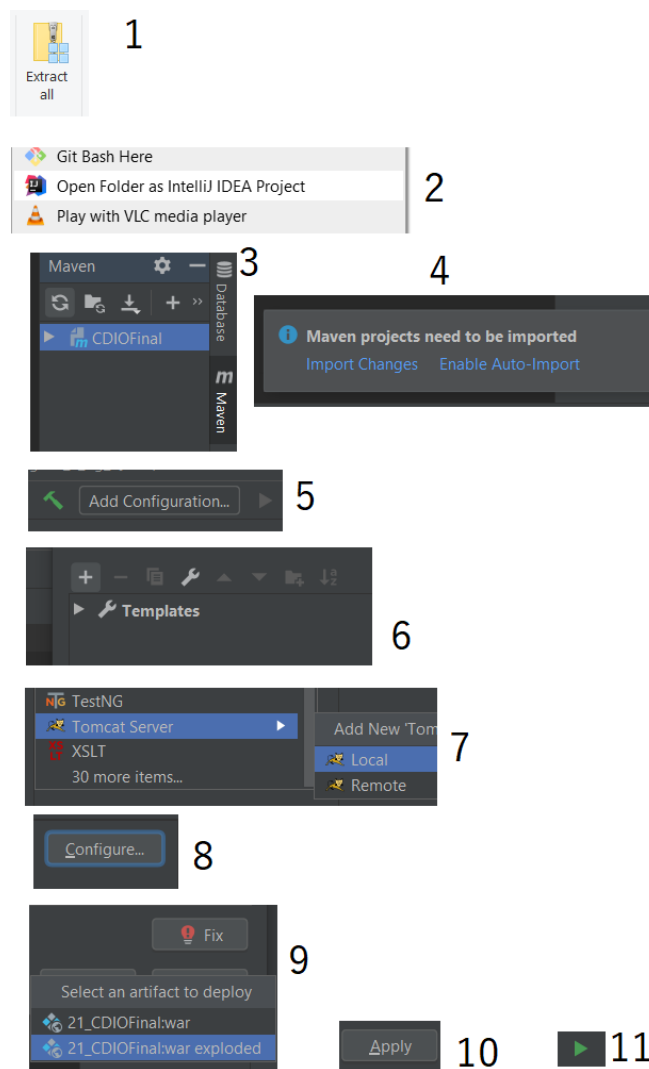 1
Extract
all
Git Bash Here
Open Folder as IntelliJ IDEA Project
Play with VLC media player
2
Maven
CDIOFinal
Database
Maven
3
4
Maven projects need to be imported
Import Changes Enable Auto-Import
Add Configuration...
5
Templates
6
TestNG
Tomcat Server
XSLT
30 more items...
Add New 'Tom
Local
Remote
7
Configure...
8
Fix
Select an artifact to deploy
21_CDIOFinal:war
21_CDIOFinal:war exploded
9
Apply
10
11